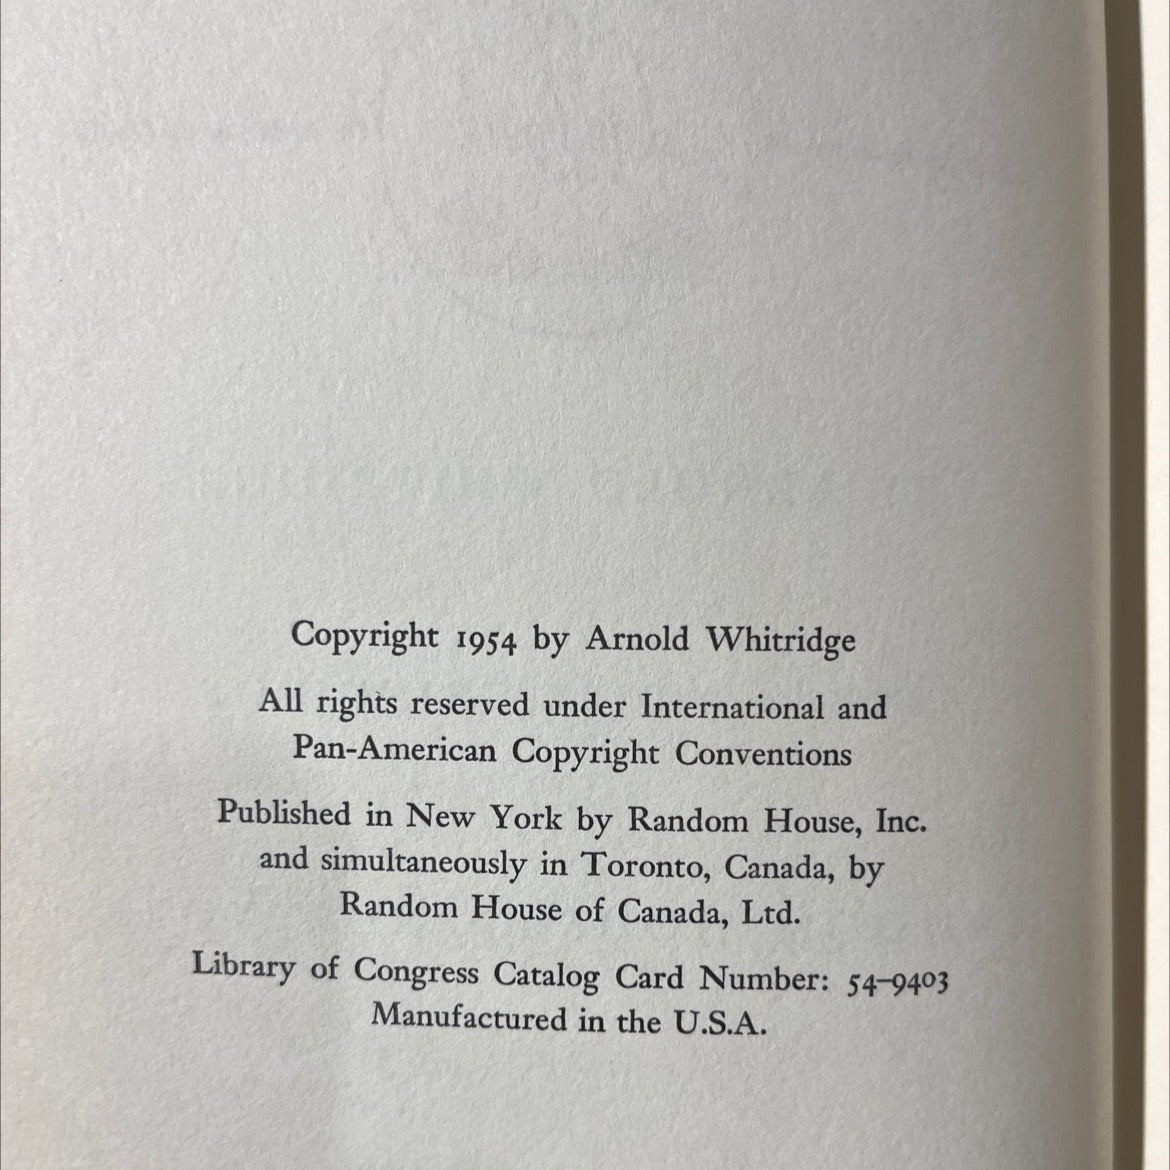 Copyright 1954 by Arnold Whitridge
All rights reserved under International and
Pan-American Copyright Conventions
Published in New York by Random House, Inc.
and simultaneously in Toronto, Canada, by
Random House of Canada, Ltd.
Library of Congress Catalog Card Number: 54-9403
Manufactured in the U.S.A.